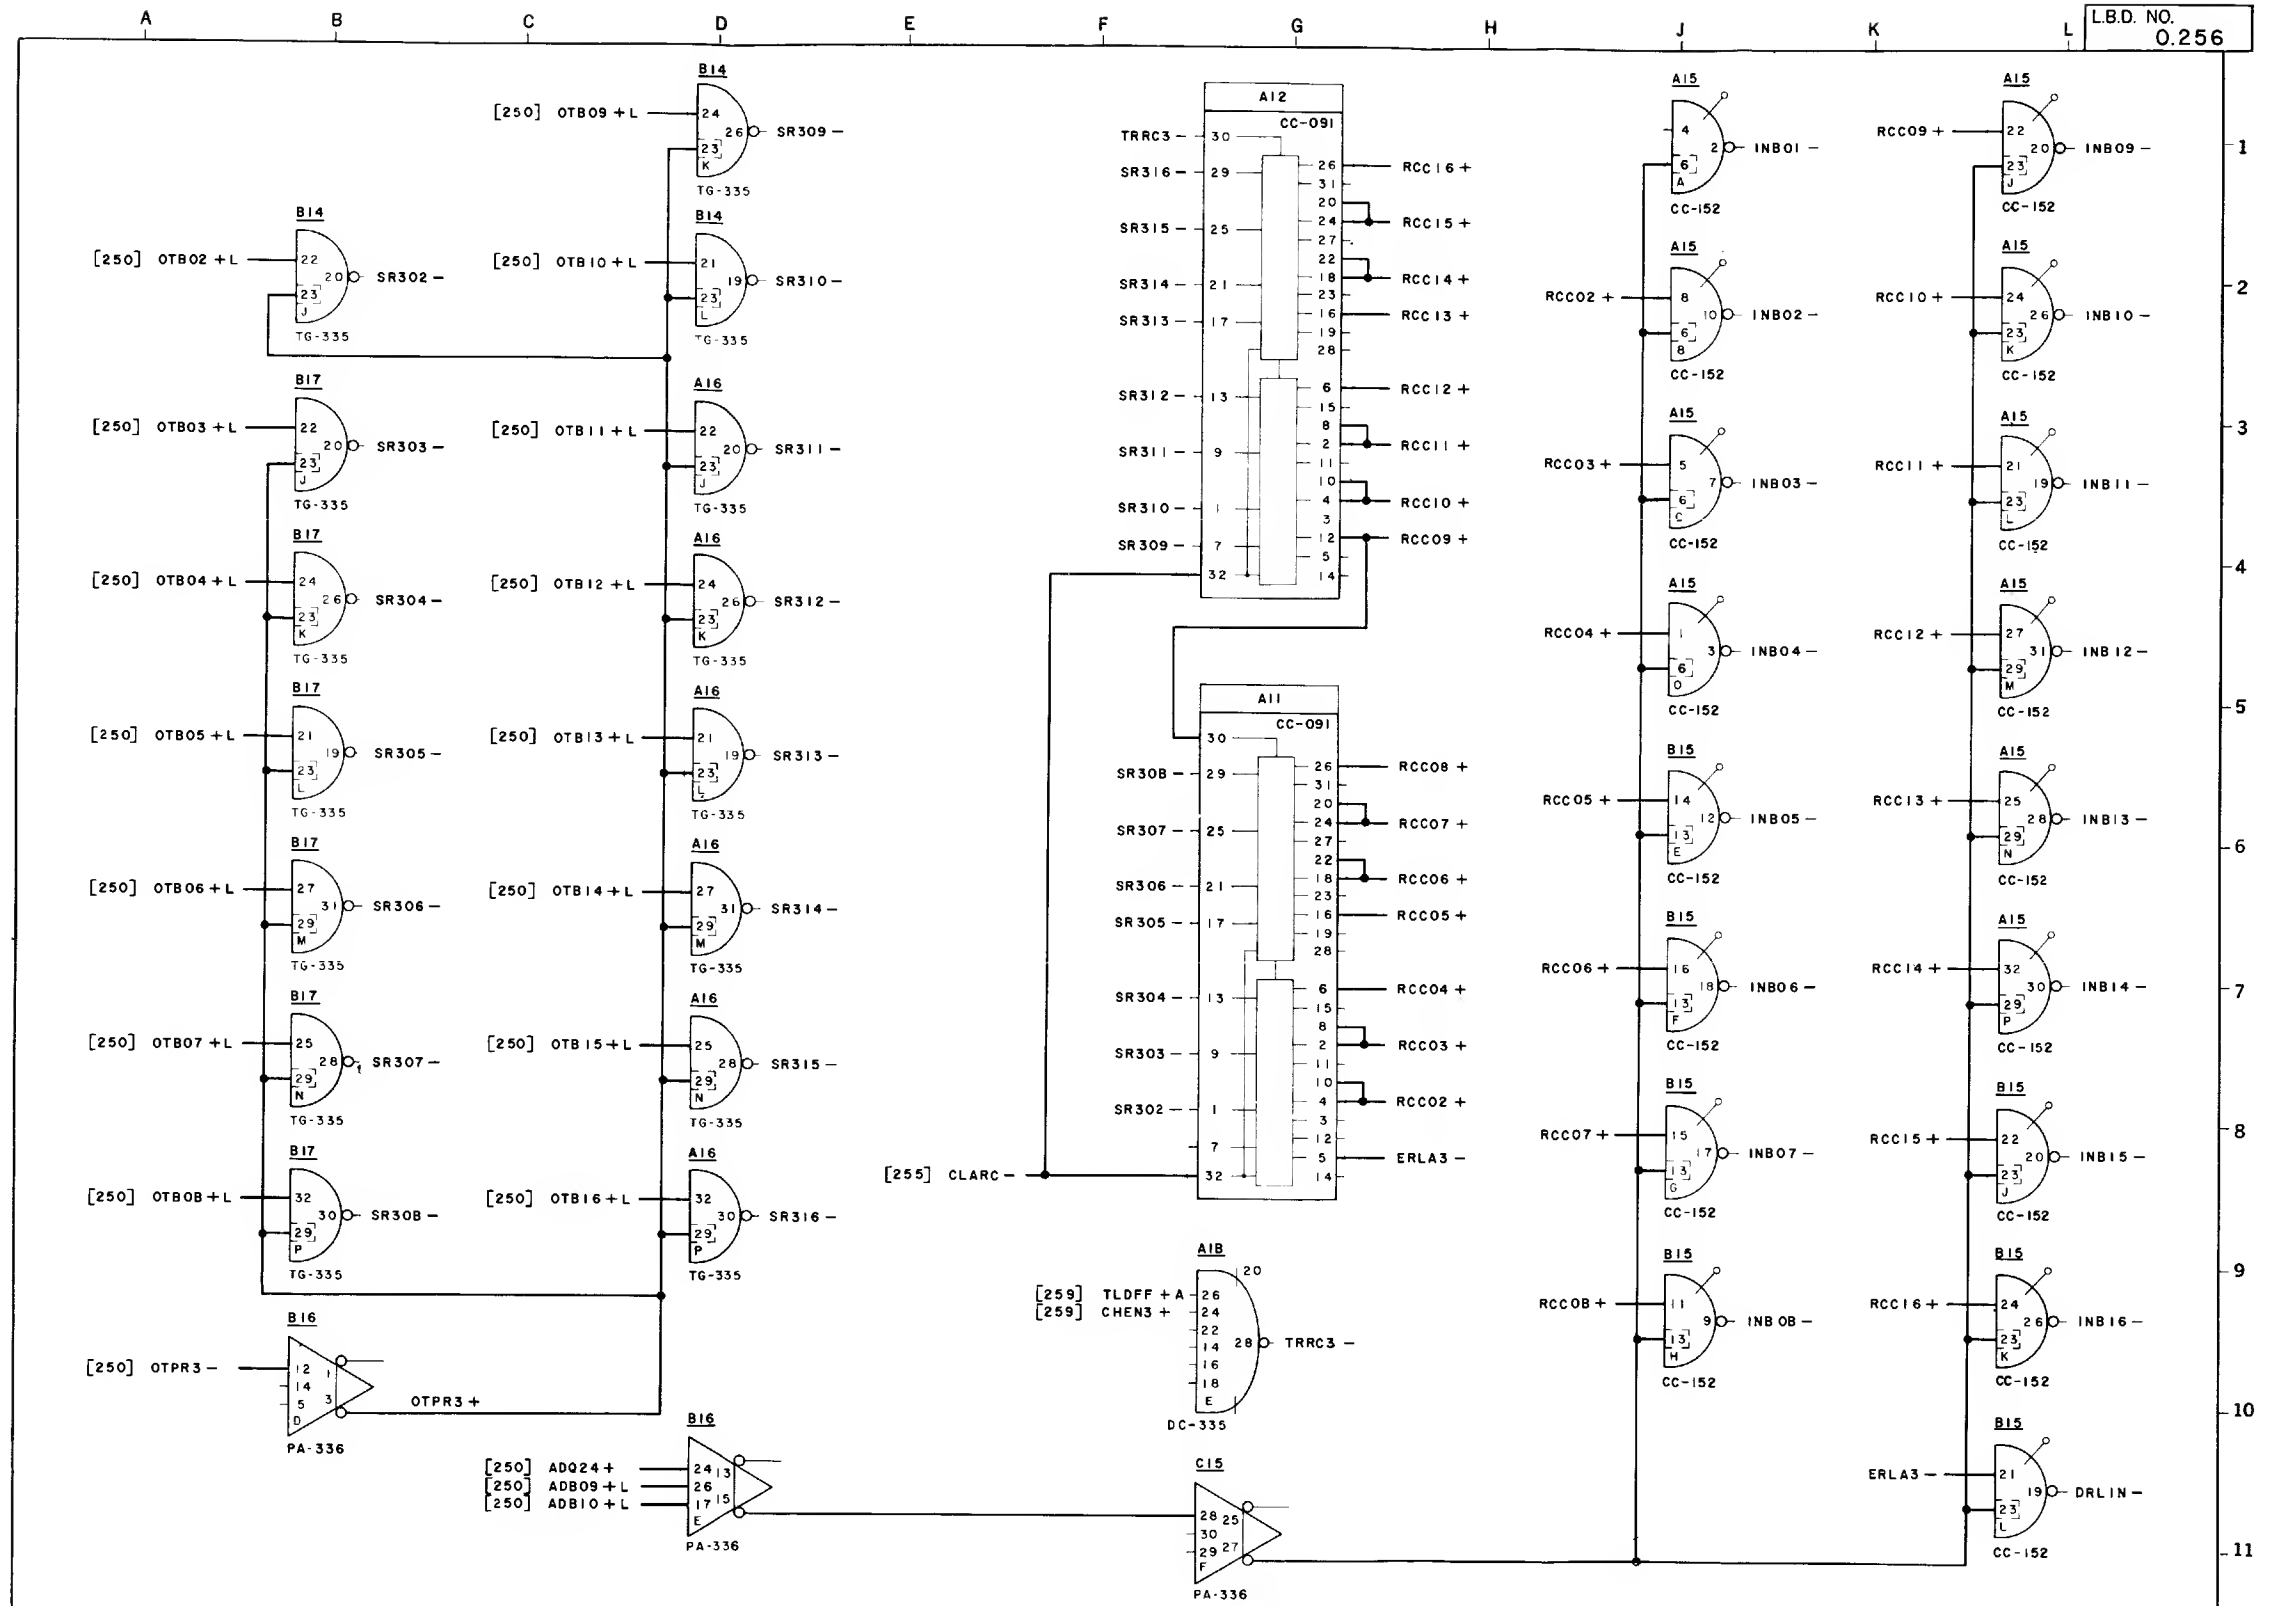 A B C D E F G H J K L
L.B.D. NO.
0.256
1
2
3
4
5
6
7
8
9
10
11
B14
[250] OTB02 +L
22
20
SR302 –
23
J
TG-335
B17
[250] OTB03 +L
22
20
SR303 –
23
J
TG-335
B17
[250] OTB04 +L
24
26
SR304 –
23
K
TG-335
B17
[250] OTB05 +L
21
19
SR305 –
23
L
TG-335
B17
[250] OTB06 +L
27
31
SR306 –
29
M
TG-335
B17
[250] OTB07 +L
25
28
SR307 –
29
N
TG-335
B17
[250] OTB08 +L
32
30
SR308 –
29
P
TG-335
B16
[250] OTPR3 –
12 1
14
5 3
D
OTPR3 +
PA-336
B14
[250] OTB09 +L
24
26
SR309 –
23
K
TG-335
B14
[250] OTB10 +L
21
19
SR310 –
23
L
TG-335
A16
[250] OTB11 +L
22
20
SR311 –
23
J
TG-335
A16
[250] OTB12 +L
24
26
SR312 –
23
K
TG-335
A16
[250] OTB13 +L
21
19
SR313 –
23
L
TG-335
A16
[250] OTB14 +L
27
31
SR314 –
29
M
TG-335
A16
[250] OTB15 +L
25
28
SR315 –
29
N
TG-335
A16
[250] OTB16 +L
32
30
SR316 –
29
P
TG-335
B16
[250] ADQ24 +
[250] ADB09 +L
[250] ADB10 +L
24 13
26
17 15
E
PA-336
A12
CC-091
TRRC3 – 30
SR316 – 29
SR315 – 25
SR314 – 21
SR313 – 17
SR312 – 13
SR311 – 9
SR310 – 1
SR309 – 7
32
26 RCC16 +
31
20
24 RCC15 +
27
22
18 RCC14 +
23
16 RCC13 +
19
28
6 RCC12 +
15
8
2 RCC11 +
11
10
4 RCC10 +
3
12 RCC09 +
5
14
A11
CC-091
30
SR308 – 29
SR307 – 25
SR306 – 21
SR305 – 17
SR304 – 13
SR303 – 9
SR302 – 1
7
[255] CLARC – 32
26 RCC08 +
31
20
24 RCC07 +
27
22
18 RCC06 +
23
16 RCC05 +
19
28
6 RCC04 +
15
8
2 RCC03 +
11
10
4 RCC02 +
3
12
5 ERLA3 –
14
A18
20
[259] TLDFF +A 26
[259] CHEN3 + 24
22
14
16
18
E
28 TRRC3 –
DC-335
C15
28 25
30
29 27
F
PA-336
A15
4
2 INB01 –
6
A
CC-152
A15
RCC02 + 8
10 INB02 –
6
B
CC-152
A15
RCC03 + 5
7 INB03 –
6
C
CC-152
A15
RCC04 + 1
3 INB04 –
6
D
CC-152
B15
RCC05 + 14
12 INB05 –
13
E
CC-152
B15
RCC06 + 16
18 INB06 –
13
F
CC-152
B15
RCC07 + 15
17 INB07 –
13
G
CC-152
B15
RCC08 + 11
9 INB08 –
13
H
CC-152
A15
RCC09 + 22
20 INB09 –
23
J
CC-152
A15
RCC10 + 24
26 INB10 –
23
K
CC-152
A15
RCC11 + 21
19 INB11 –
23
L
CC-152
A15
RCC12 + 27
31 INB12 –
29
M
CC-152
A15
RCC13 + 25
28 INB13 –
29
N
CC-152
A15
RCC14 + 32
30 INB14 –
29
P
CC-152
B15
RCC15 + 22
20 INB15 –
23
J
CC-152
B15
RCC16 + 24
26 INB16 –
23
K
CC-152
B15
ERLA3 – 21
19 DRLIN –
23
L
CC-152